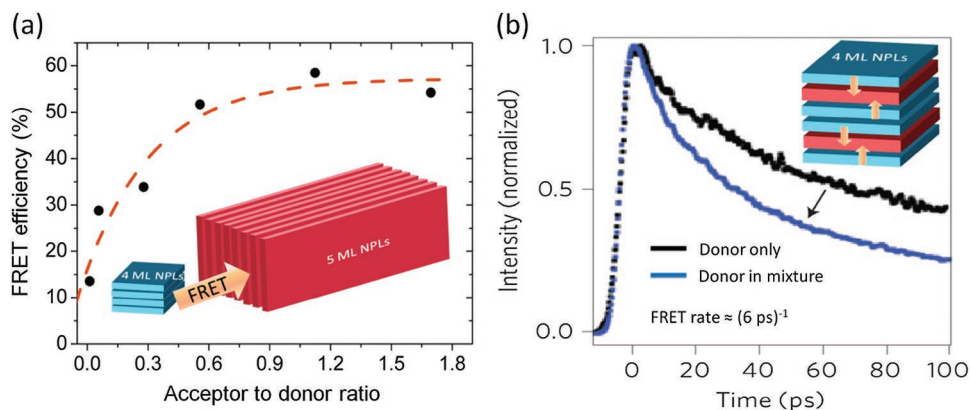 (a)
FRET efficiency (%)
70
60
50
40
30
20
10
0
0.0 0.3 0.6 0.9 1.2 1.5 1.8
Acceptor to donor ratio
4 ML NPLs
FRET
5 ML NPLs
(b)
Intensity (normalized)
1.0
0.5
0.0
0 20 40 60 80 100
Time (ps)
4 ML NPLs
Donor only
Donor in mixture
FRET rate ≈ (6 ps)⁻¹